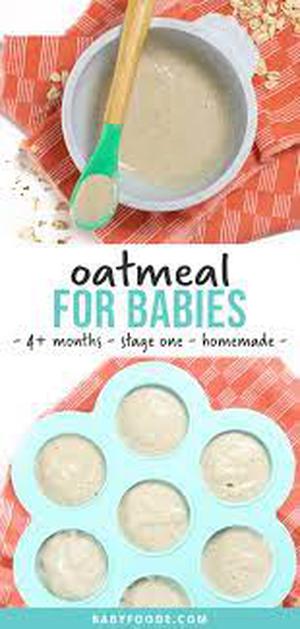 oatmeal
FOR BABIES
- 4+ months - stage one - homemade -
BABYFOODE.COM